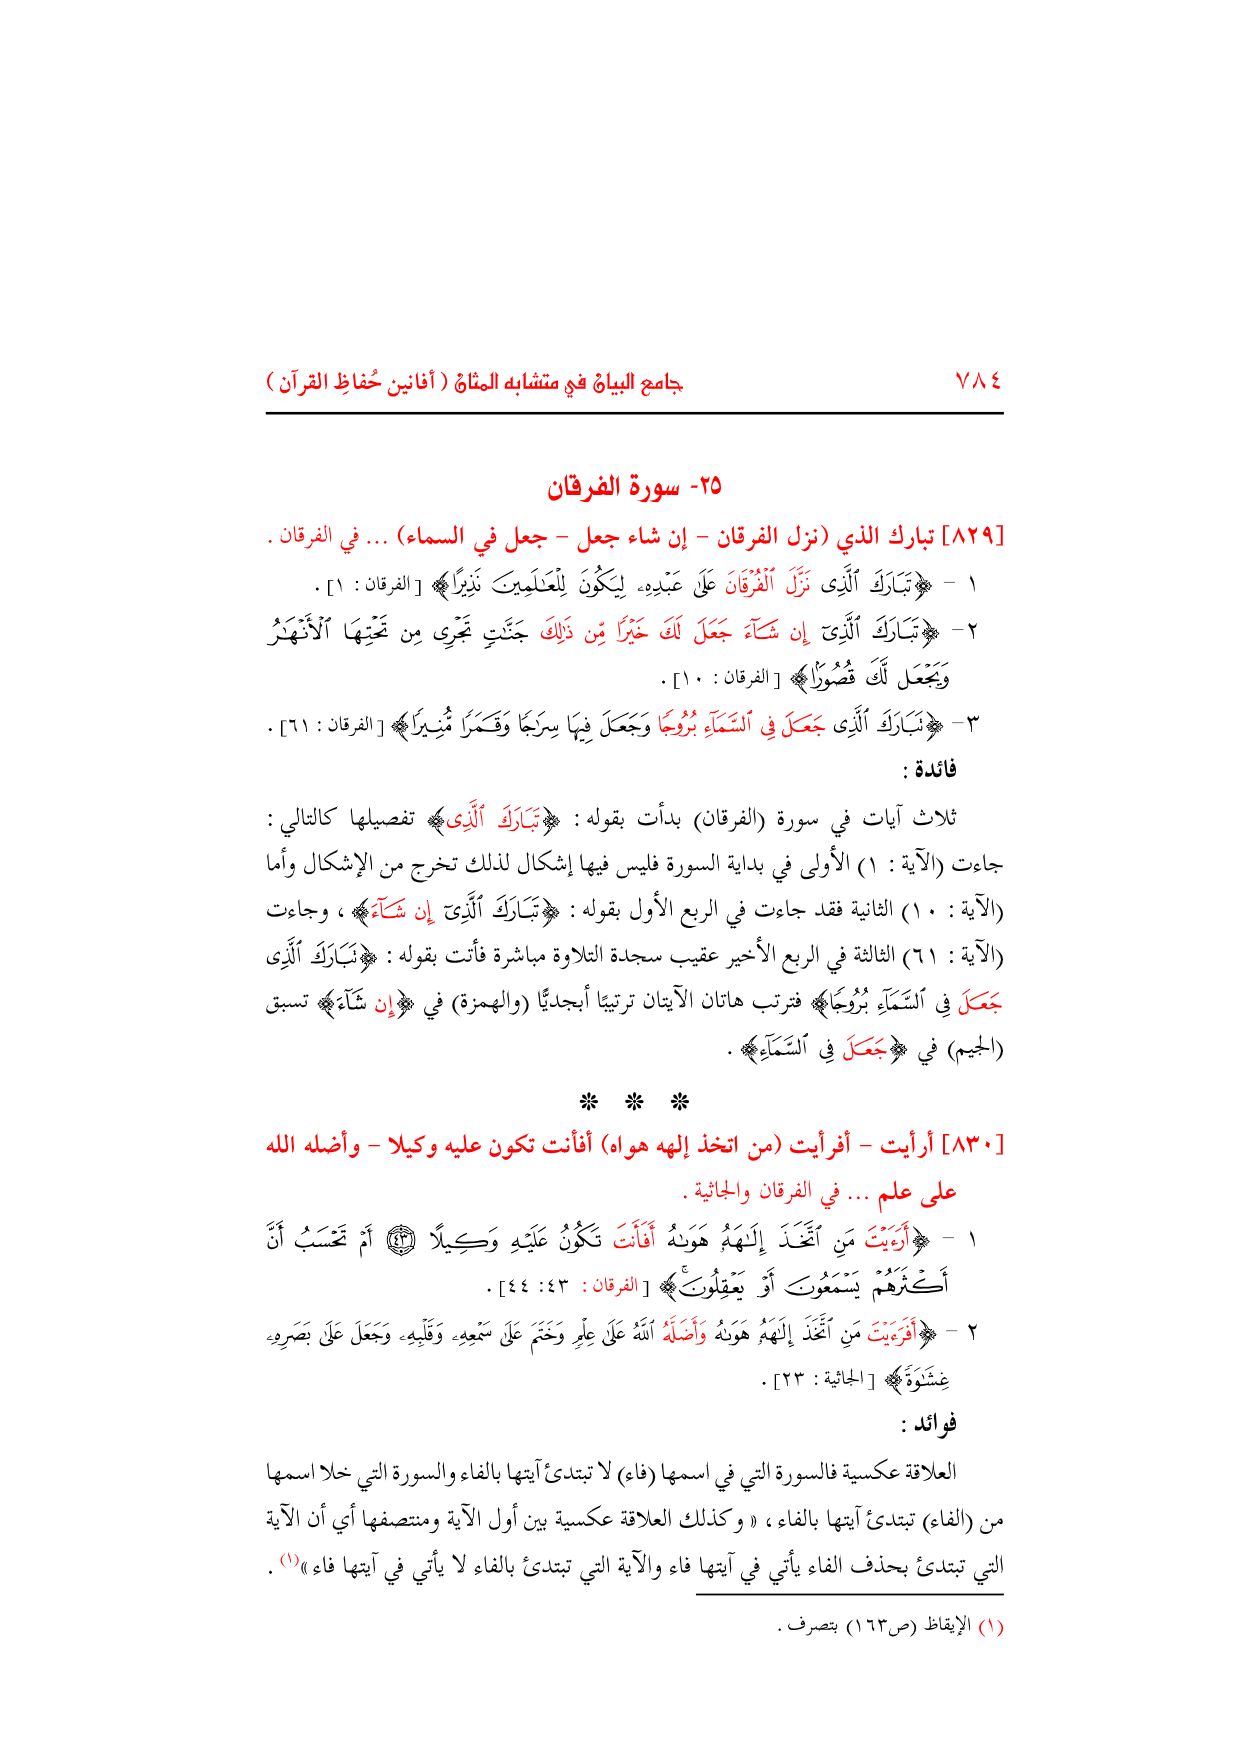 ٧٨٤ جامع البيان في متشابه المثان ( أفانين حُفاظِ القرآن )
٢٥- سورة الفرقان
[٨٢٩] تبارك الذي (نزل الفرقان – إن شاء جعل – جعل في السماء) ... في الفرقان .
١ – ﴿تَبَارَكَ ٱلَّذِى نَزَّلَ ٱلْفُرْقَانَ عَلَىٰ عَبْدِهِۦ لِيَكُونَ لِلْعَـٰلَمِينَ نَذِيرًا﴾ [الفرقان : ١] .
٢– ﴿تَبَارَكَ ٱلَّذِىٓ إِن شَآءَ جَعَلَ لَكَ خَيْرًا مِّن ذَٰلِكَ جَنَّـٰتٍ تَجْرِى مِن تَحْتِهَا ٱلْأَنْهَـٰرُ
وَيَجْعَل لَّكَ قُصُورًۢا﴾ [الفرقان : ١٠] .
٣– ﴿تَبَارَكَ ٱلَّذِى جَعَلَ فِى ٱلسَّمَآءِ بُرُوجًا وَجَعَلَ فِيهَا سِرَٰجًا وَقَمَرًا مُّنِيرًا﴾ [الفرقان : ٦١] .
فائدة :
ثلاث آيات في سورة (الفرقان) بدأت بقوله : ﴿تَبَارَكَ ٱلَّذِى﴾ تفصيلها كالتالي :
جاءت (الآية : ١) الأولى في بداية السورة فليس فيها إشكال لذلك تخرج من الإشكال وأما
(الآية : ١٠) الثانية فقد جاءت في الربع الأول بقوله : ﴿تَبَارَكَ ٱلَّذِىٓ إِن شَآءَ﴾ ، وجاءت
(الآية : ٦١) الثالثة في الربع الأخير عقيب سجدة التلاوة مباشرة فأتت بقوله : ﴿تَبَارَكَ ٱلَّذِى
جَعَلَ فِى ٱلسَّمَآءِ بُرُوجًا﴾ فترتب هاتان الآيتان ترتيبًا أبجديًّا (والهمزة) في ﴿إِن شَآءَ﴾ تسبق
(الجيم) في ﴿جَعَلَ فِى ٱلسَّمَآءِ﴾ .
❊ ❊ ❊
[٨٣٠] أرأيت – أفرأيت (من اتخذ إلهه هواه) أفأنت تكون عليه وكيلا – وأضله الله
على علم ... في الفرقان والجاثية .
١ – ﴿أَرَءَيْتَ مَنِ ٱتَّخَذَ إِلَـٰهَهُۥ هَوَىٰهُ أَفَأَنتَ تَكُونُ عَلَيْهِ وَكِيلًا ۝٤٣ أَمْ تَحْسَبُ أَنَّ
أَكْثَرَهُمْ يَسْمَعُونَ أَوْ يَعْقِلُونَ ۚ﴾ [الفرقان : ٤٣: ٤٤] .
٢ – ﴿أَفَرَءَيْتَ مَنِ ٱتَّخَذَ إِلَـٰهَهُۥ هَوَىٰهُ وَأَضَلَّهُ ٱللَّهُ عَلَىٰ عِلْمٍ وَخَتَمَ عَلَىٰ سَمْعِهِۦ وَقَلْبِهِۦ وَجَعَلَ عَلَىٰ بَصَرِهِۦ
غِشَـٰوَةً﴾ [الجاثية : ٢٣] .
فوائد :
العلاقة عكسية فالسورة التي في اسمها (فاء) لا تبتدئ آيتها بالفاء والسورة التي خلا اسمها
من (الفاء) تبتدئ آيتها بالفاء ، « وكذلك العلاقة عكسية بين أول الآية ومنتصفها أي أن الآية
التي تبتدئ بحذف الفاء يأتي في آيتها فاء والآية التي تبتدئ بالفاء لا يأتي في آيتها فاء »(١) .
(١) الإيقاظ (ص١٦٣) بتصرف .